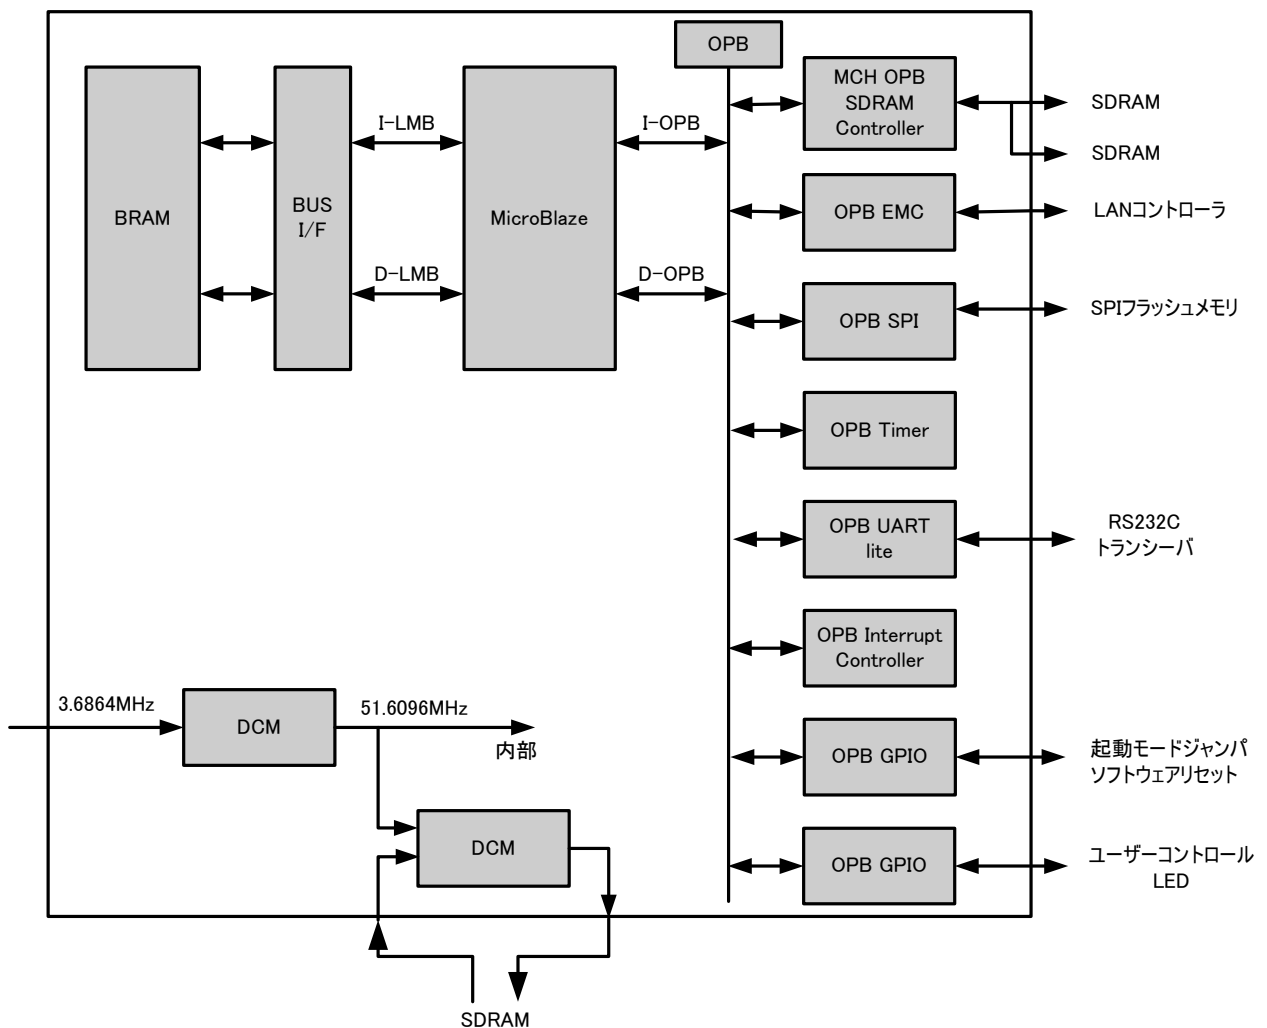 OPB
MCH OPB
SDRAM
Controller
SDRAM
SDRAM
I-LMB
I-OPB
BRAM
BUS
I/F
MicroBlaze
OPB EMC
LANコントローラ
D-LMB
D-OPB
OPB SPI
SPIフラッシュメモリ
OPB Timer
OPB UART
lite
RS232C
トランシーバ
OPB Interrupt
Controller
3.6864MHz
DCM
51.6096MHz
内部
OPB GPIO
起動モードジャンパ
ソフトウェアリセット
DCM
OPB GPIO
ユーザーコントロール
LED
SDRAM